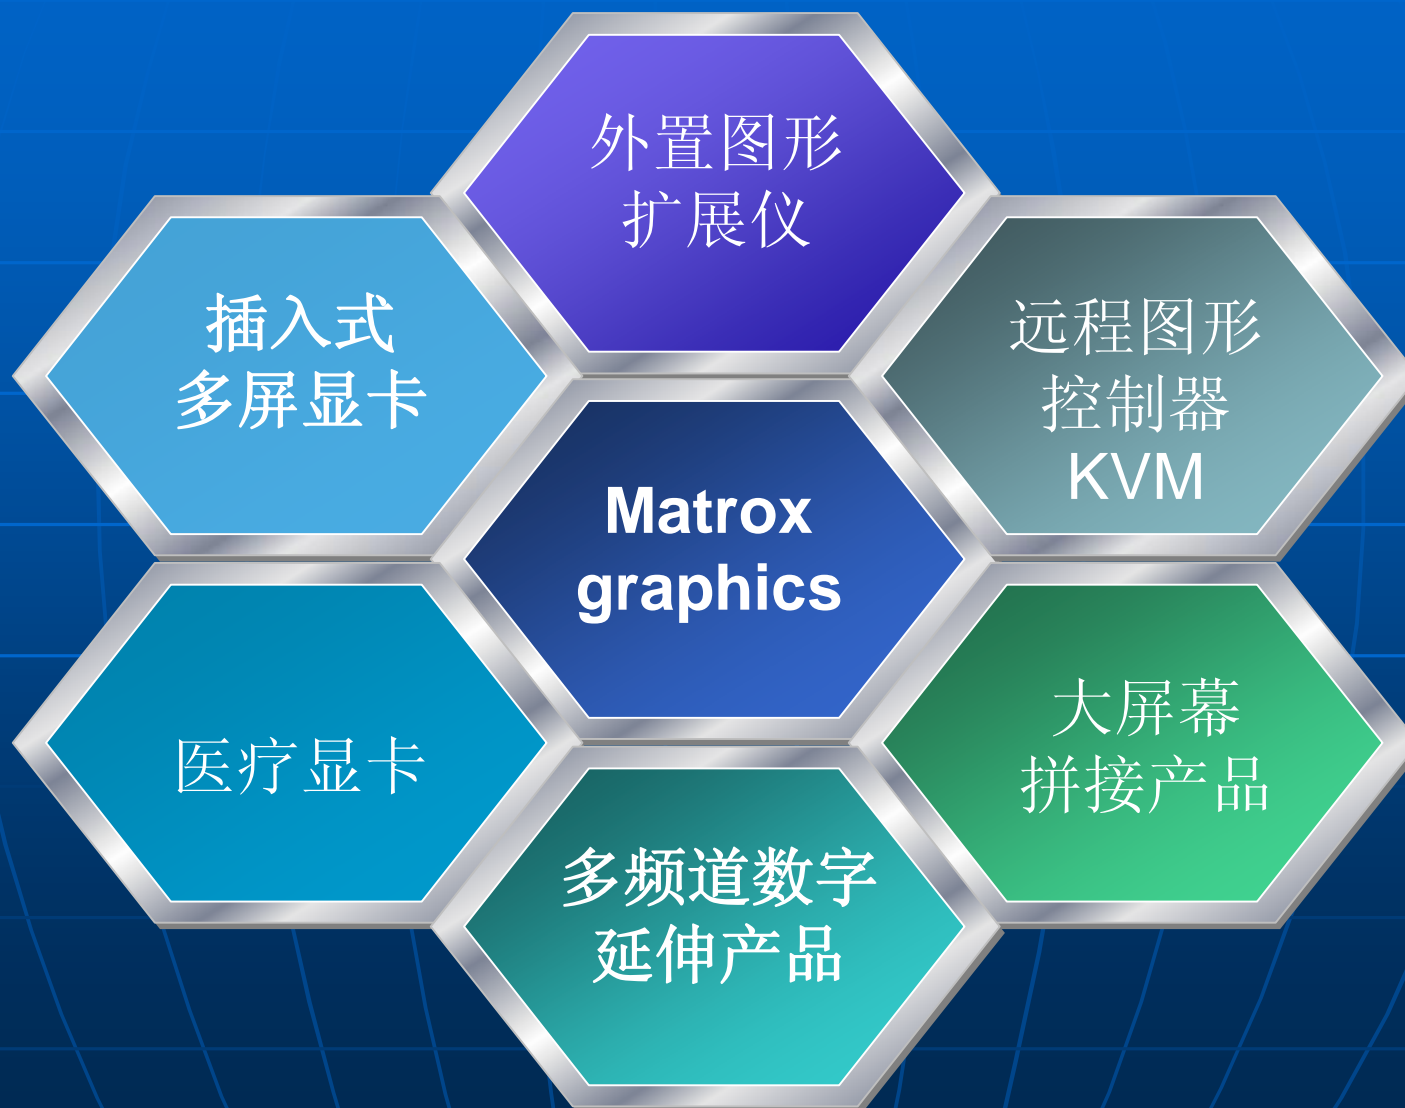 外置图形
扩展仪
插入式
多屏显卡
远程图形
控制器
KVM
Matrox
graphics
医疗显卡
大屏幕
拼接产品
多频道数字
延伸产品